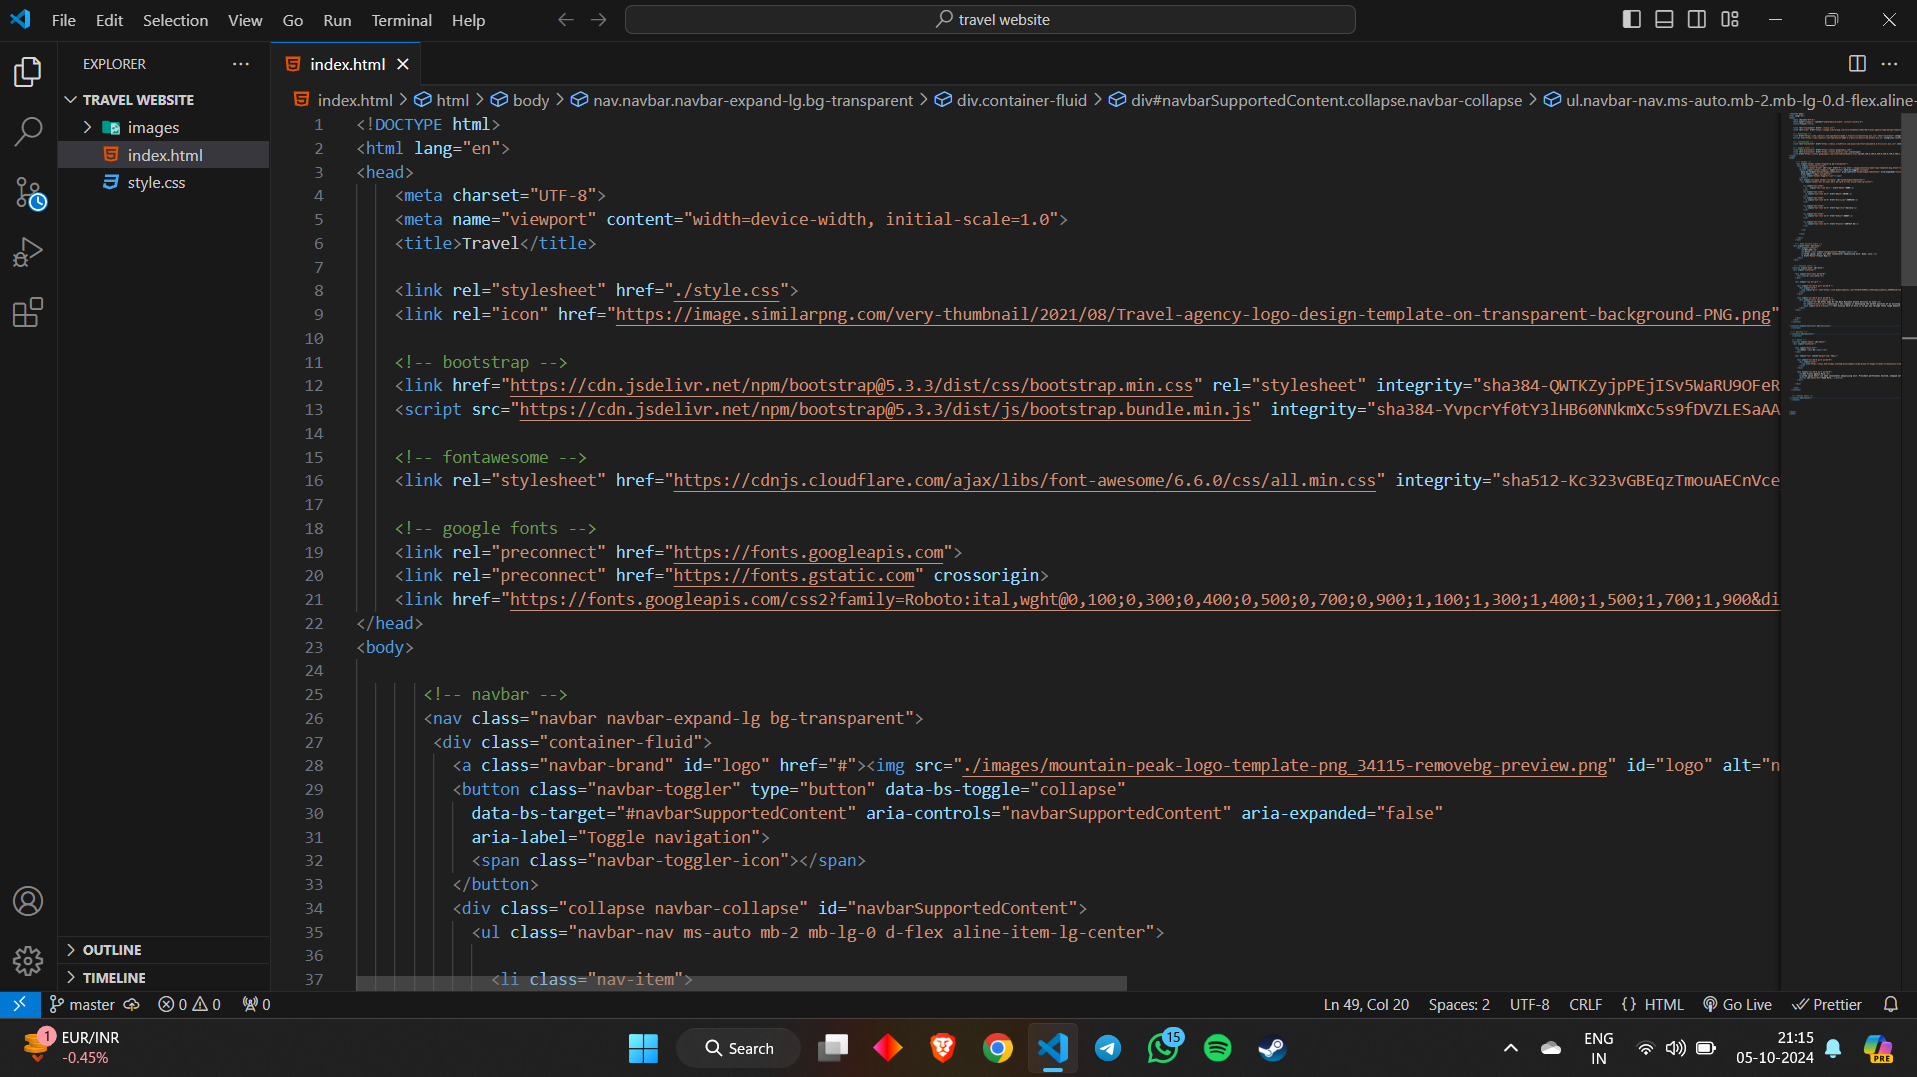 File Edit Selection View Go Run Terminal Help
travel website
EXPLORER
index.html
TRAVEL WEBSITE
images
index.html
style.css
index.html > html > body > nav.navbar.navbar-expand-lg.bg-transparent > div.container-fluid > div#navbarSupportedContent.collapse.navbar-collapse > ul.navbar-nav.ms-auto.mb-2.mb-lg-0.d-flex.aline-
1 <!DOCTYPE html>
2 <html lang="en">
3 <head>
4 <meta charset="UTF-8">
5 <meta name="viewport" content="width=device-width, initial-scale=1.0">
6 <title>Travel</title>
7
8 <link rel="stylesheet" href="./style.css">
9 <link rel="icon" href="https://image.similarpng.com/very-thumbnail/2021/08/Travel-agency-logo-design-template-on-transparent-background-PNG.png"
10
11 <!-- bootstrap -->
12 <link href="https://cdn.jsdelivr.net/npm/bootstrap@5.3.3/dist/css/bootstrap.min.css" rel="stylesheet" integrity="sha384-QWTKZyjpPEjISv5WaRU9OFeR
13 <script src="https://cdn.jsdelivr.net/npm/bootstrap@5.3.3/dist/js/bootstrap.bundle.min.js" integrity="sha384-YvpcrYf0tY3lHB60NNkmXc5s9fDVZLESaAA
14
15 <!-- fontawesome -->
16 <link rel="stylesheet" href="https://cdnjs.cloudflare.com/ajax/libs/font-awesome/6.6.0/css/all.min.css" integrity="sha512-Kc323vGBEqzTmouAECnVce
17
18 <!-- google fonts -->
19 <link rel="preconnect" href="https://fonts.googleapis.com">
20 <link rel="preconnect" href="https://fonts.gstatic.com" crossorigin>
21 <link href="https://fonts.googleapis.com/css2?family=Roboto:ital,wght@0,100;0,300;0,400;0,500;0,700;0,900;1,100;1,300;1,400;1,500;1,700;1,900&di
22 </head>
23 <body>
24
25 <!-- navbar -->
26 <nav class="navbar navbar-expand-lg bg-transparent">
27 <div class="container-fluid">
28 <a class="navbar-brand" id="logo" href="#"><img src="./images/mountain-peak-logo-template-png_34115-removebg-preview.png" id="logo" alt="n
29 <button class="navbar-toggler" type="button" data-bs-toggle="collapse"
30 data-bs-target="#navbarSupportedContent" aria-controls="navbarSupportedContent" aria-expanded="false"
31 aria-label="Toggle navigation">
32 <span class="navbar-toggler-icon"></span>
33 </button>
34 <div class="collapse navbar-collapse" id="navbarSupportedContent">
35 <ul class="navbar-nav ms-auto mb-2 mb-lg-0 d-flex aline-item-lg-center">
36
37 <li class="nav-item">
OUTLINE
TIMELINE
master 0 0 0
Ln 49, Col 20 Spaces: 2 UTF-8 CRLF {} HTML Go Live Prettier
1 EUR/INR
-0.45%
Search
15
ENG
IN
21:15
05-10-2024
PRE